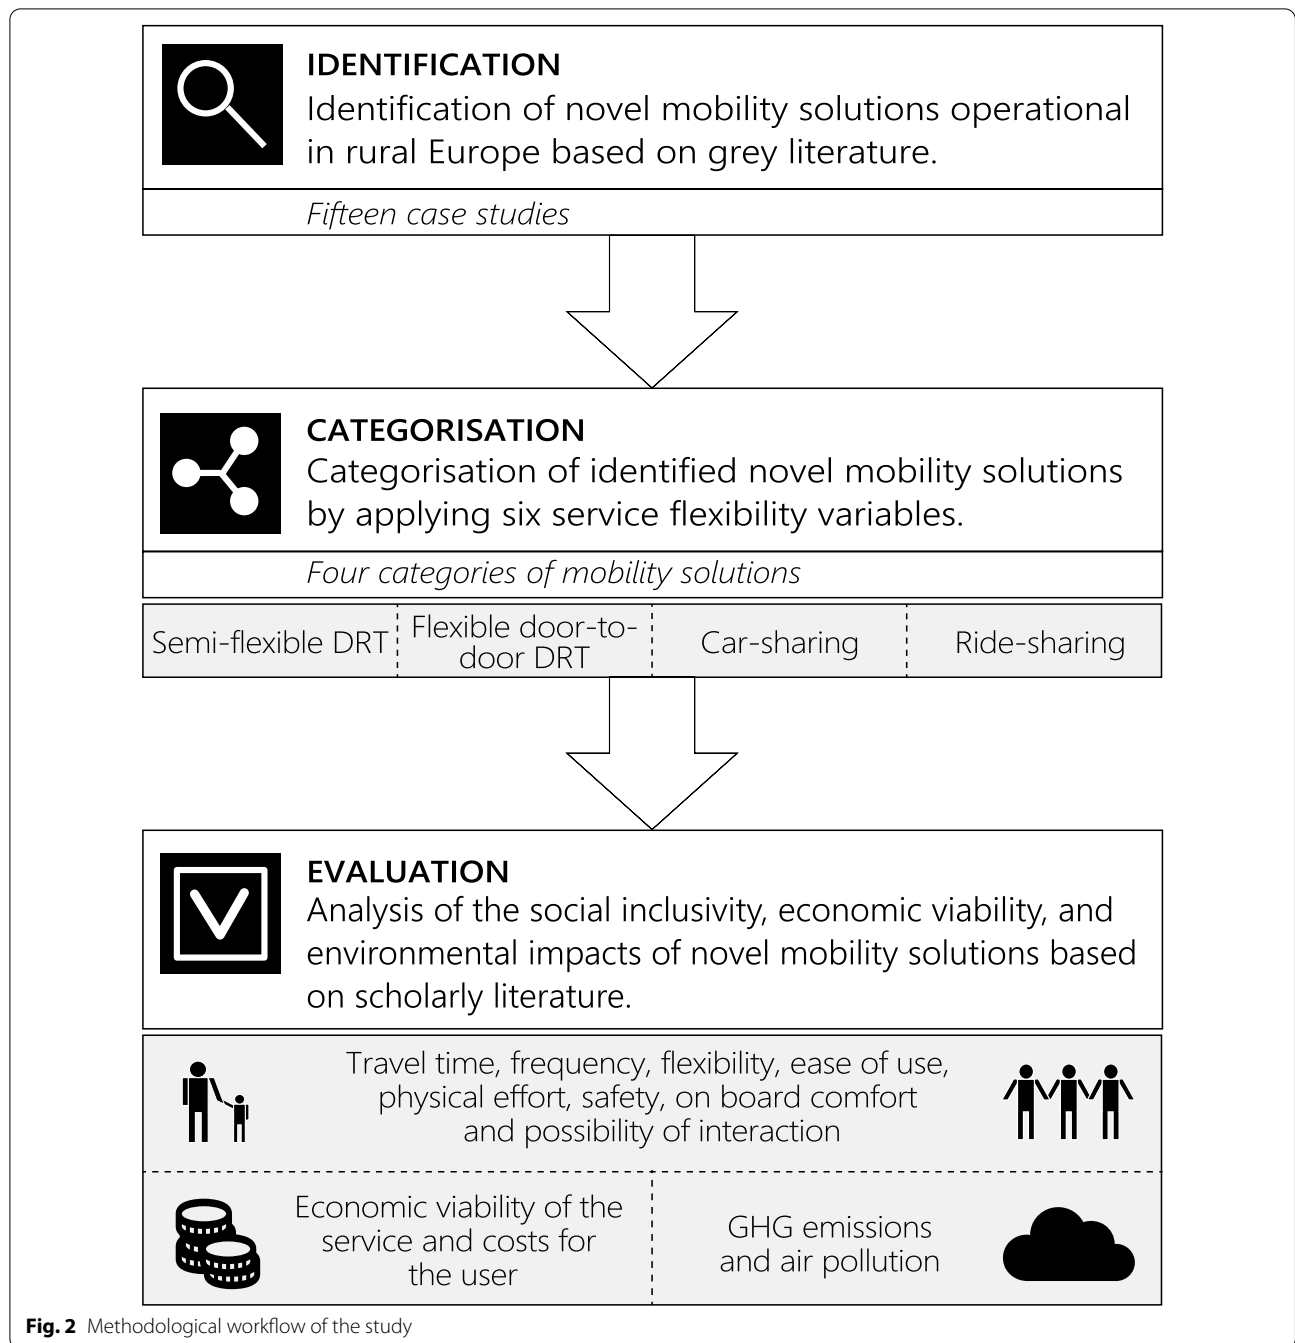 IDENTIFICATION
Identification of novel mobility solutions operational
in rural Europe based on grey literature.
Fifteen case studies
CATEGORISATION
Categorisation of identified novel mobility solutions
by applying six service flexibility variables.
Four categories of mobility solutions
Semi-flexible DRT
Flexible door-to-
door DRT
Car-sharing
Ride-sharing
EVALUATION
Analysis of the social inclusivity, economic viability, and
environmental impacts of novel mobility solutions based
on scholarly literature.
Travel time, frequency, flexibility, ease of use,
physical effort, safety, on board comfort
and possibility of interaction
Economic viability of the
service and costs for
the user
GHG emissions
and air pollution
Fig. 2 Methodological workflow of the study